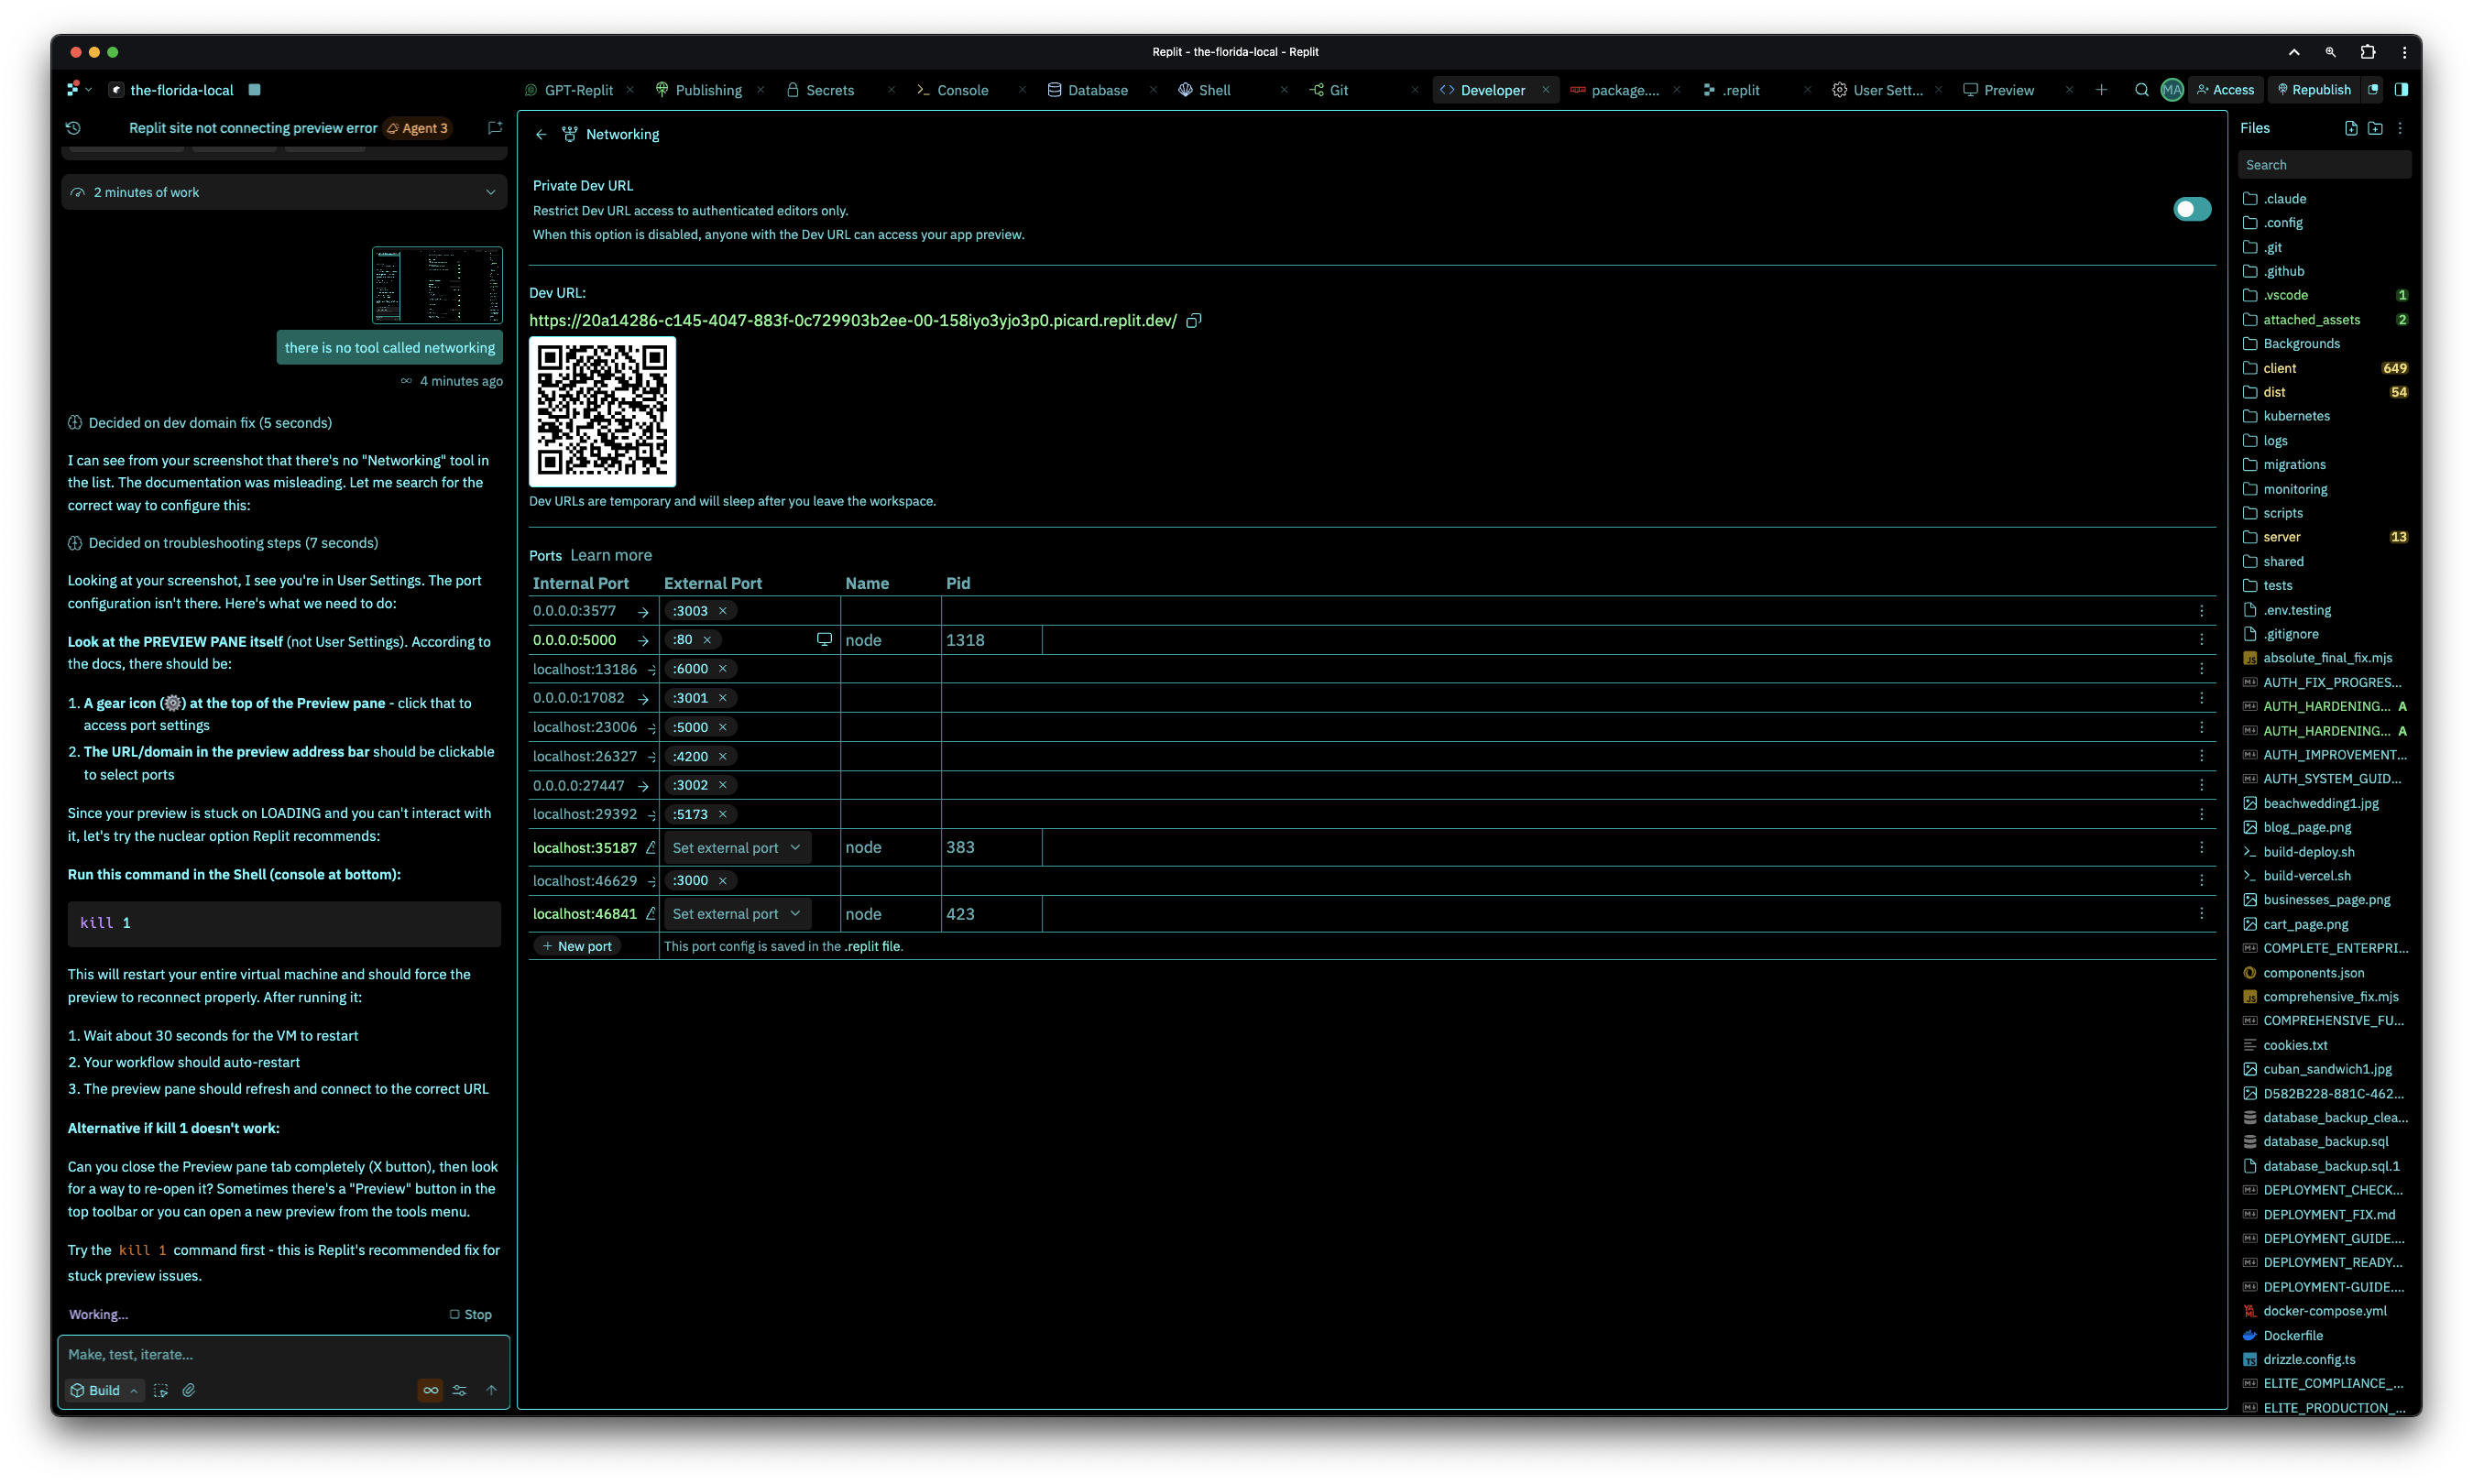 Replit - the-florida-local - Replit
the-florida-local
GPT-Replit
Publishing
Secrets
Console
Database
Shell
Git
Developer
package....
.replit
User Sett...
Preview
MA
Access
Republish
Replit site not connecting preview error
Agent 3
2 minutes of work
there is no tool called networking
4 minutes ago
Decided on dev domain fix (5 seconds)
I can see from your screenshot that there's no "Networking" tool in
the list. The documentation was misleading. Let me search for the
correct way to configure this:
Decided on troubleshooting steps (7 seconds)
Looking at your screenshot, I see you're in User Settings. The port
configuration isn't there. Here's what we need to do:
Look at the PREVIEW PANE itself (not User Settings). According to
the docs, there should be:
1. A gear icon (⚙️) at the top of the Preview pane - click that to
access port settings
2. The URL/domain in the preview address bar should be clickable
to select ports
Since your preview is stuck on LOADING and you can't interact with
it, let's try the nuclear option Replit recommends:
Run this command in the Shell (console at bottom):
kill 1
This will restart your entire virtual machine and should force the
preview to reconnect properly. After running it:
1. Wait about 30 seconds for the VM to restart
2. Your workflow should auto-restart
3. The preview pane should refresh and connect to the correct URL
Alternative if kill 1 doesn't work:
Can you close the Preview pane tab completely (X button), then look
for a way to re-open it? Sometimes there's a "Preview" button in the
top toolbar or you can open a new preview from the tools menu.
Try the kill 1 command first - this is Replit's recommended fix for
stuck preview issues.
Working...
Stop
Make, test, iterate...
Build
Networking
Private Dev URL
Restrict Dev URL access to authenticated editors only.
When this option is disabled, anyone with the Dev URL can access your app preview.
Dev URL:
https://20a14286-c145-4047-883f-0c729903b2ee-00-158iyo3yjo3p0.picard.replit.dev/
Dev URLs are temporary and will sleep after you leave the workspace.
Ports Learn more
Internal Port External Port Name Pid
0.0.0.0:3577 → :3003 ×
0.0.0.0:5000 → :80 × node 1318
localhost:13186 → :6000 ×
0.0.0.0:17082 → :3001 ×
localhost:23006 → :5000 ×
localhost:26327 → :4200 ×
0.0.0.0:27447 → :3002 ×
localhost:29392 → :5173 ×
localhost:35187 Set external port node 383
localhost:46629 → :3000 ×
localhost:46841 Set external port node 423
+ New port This port config is saved in the .replit file.
Files
Search
.claude
.config
.git
.github
.vscode 1
attached_assets 2
Backgrounds
client 649
dist 54
kubernetes
logs
migrations
monitoring
scripts
server 13
shared
tests
.env.testing
.gitignore
absolute_final_fix.mjs
AUTH_FIX_PROGRES...
AUTH_HARDENING... A
AUTH_HARDENING... A
AUTH_IMPROVEMENT...
AUTH_SYSTEM_GUID...
beachwedding1.jpg
blog_page.png
build-deploy.sh
build-vercel.sh
businesses_page.png
cart_page.png
COMPLETE_ENTERPRI...
components.json
comprehensive_fix.mjs
COMPREHENSIVE_FU...
cookies.txt
cuban_sandwich1.jpg
D582B228-881C-462...
database_backup_clea...
database_backup.sql
database_backup.sql.1
DEPLOYMENT_CHECK...
DEPLOYMENT_FIX.md
DEPLOYMENT_GUIDE....
DEPLOYMENT_READY...
DEPLOYMENT-GUIDE....
docker-compose.yml
Dockerfile
drizzle.config.ts
ELITE_COMPLIANCE_...
ELITE_PRODUCTION_...